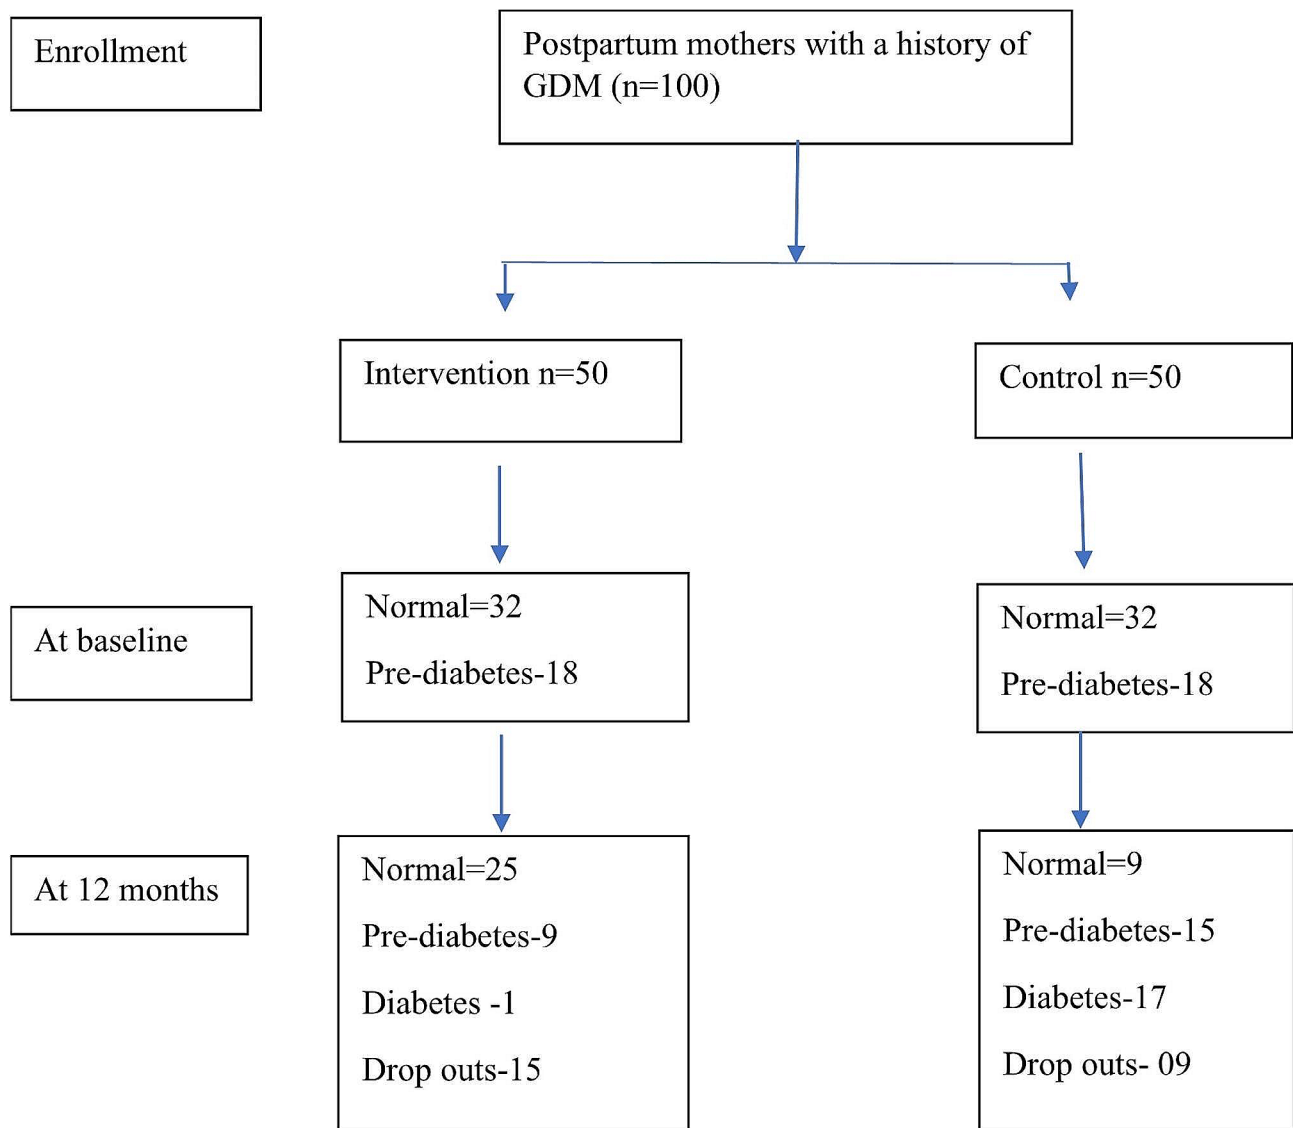 Enrollment
Postpartum mothers with a history of
GDM (n=100)
Intervention n=50
Control n=50
At baseline
Normal=32
Pre-diabetes-18
Normal=32
Pre-diabetes-18
At 12 months
Normal=25
Pre-diabetes-9
Diabetes -1
Drop outs-15
Normal=9
Pre-diabetes-15
Diabetes-17
Drop outs- 09